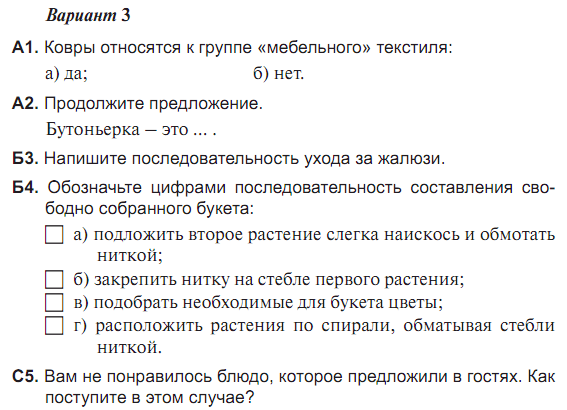 Вариант 3
А1. Ковры относятся к группе «мебельного» текстиля:
а) да; б) нет.
А2. Продолжите предложение.
Бутоньерка – это ... .
Б3. Напишите последовательность ухода за жалюзи.
Б4. Обозначьте цифрами последовательность составления сво-
бодно собранного букета:
а) подложить второе растение слегка наискось и обмотать
ниткой;
б) закрепить нитку на стебле первого растения;
в) подобрать необходимые для букета цветы;
г) расположить растения по спирали, обматывая стебли
ниткой.
С5. Вам не понравилось блюдо, которое предложили в гостях. Как
поступите в этом случае?